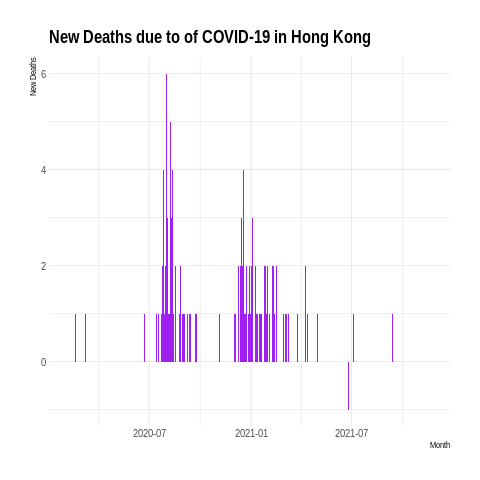 New Deaths due to of COVID-19 in Hong Kong
New Deaths
6
4
2
0
2020-07 2021-01 2021-07
Month